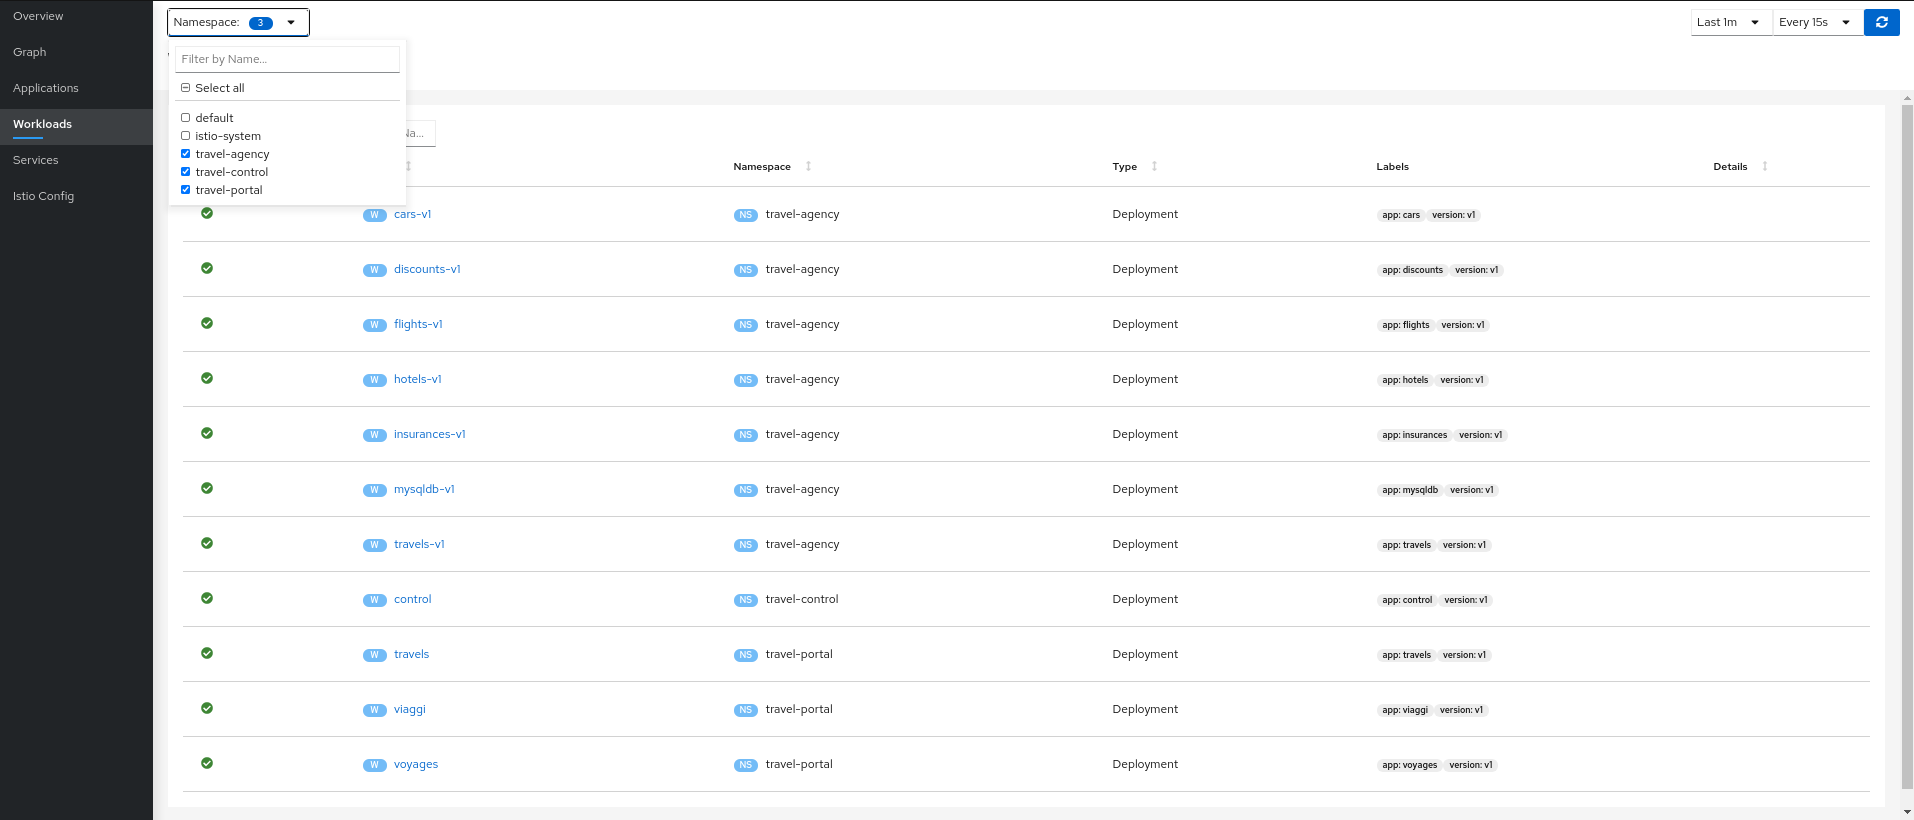 Overview
Graph
Applications
Workloads
Services
Istio Config
Namespace: 3
Last 1m Every 15s
Filter by Name...
Select all
default
istio-system
travel-agency
travel-control
travel-portal
Na...
Namespace Type Labels Details
W cars-v1 NS travel-agency Deployment app: cars version: v1
W discounts-v1 NS travel-agency Deployment app: discounts version: v1
W flights-v1 NS travel-agency Deployment app: flights version: v1
W hotels-v1 NS travel-agency Deployment app: hotels version: v1
W insurances-v1 NS travel-agency Deployment app: insurances version: v1
W mysqldb-v1 NS travel-agency Deployment app: mysqldb version: v1
W travels-v1 NS travel-agency Deployment app: travels version: v1
W control NS travel-control Deployment app: control version: v1
W travels NS travel-portal Deployment app: travels version: v1
W viaggi NS travel-portal Deployment app: viaggi version: v1
W voyages NS travel-portal Deployment app: voyages version: v1